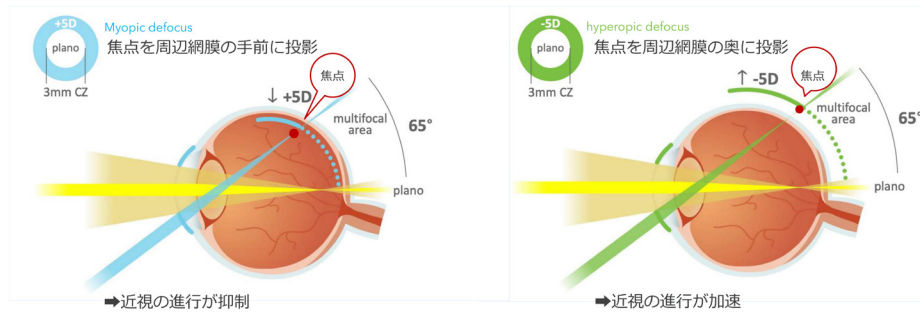 +5D
plano
3mm CZ
Myopic defocus
焦点を周辺網膜の手前に投影
焦点
↓ +5D
multifocal
area
65°
plano
➡近視の進行が抑制
-5D
plano
3mm CZ
hyperopic defocus
焦点を周辺網膜の奥に投影
焦点
↑ -5D
multifocal
area
65°
plano
➡近視の進行が加速